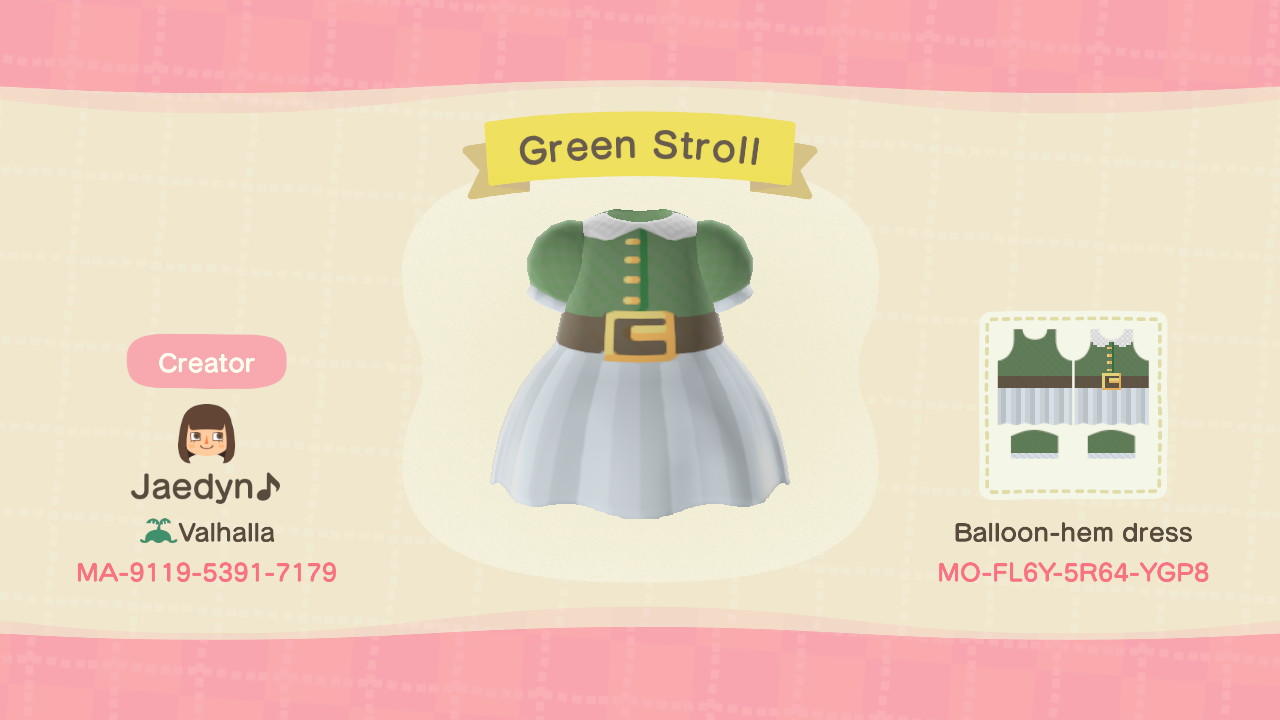 Green Stroll
Creator
Jaedyn♪
Valhalla
MA-9119-5391-7179
Balloon-hem dress
MO-FL6Y-5R64-YGP8